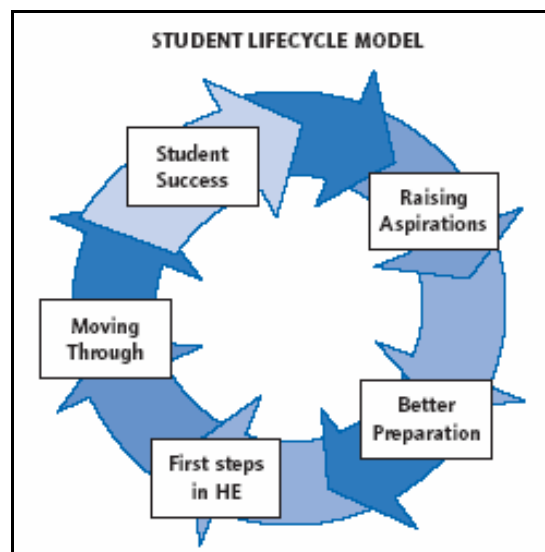 STUDENT LIFECYCLE MODEL
Student
Success
Raising
Aspirations
Moving
Through
Better
Preparation
First steps
in HE